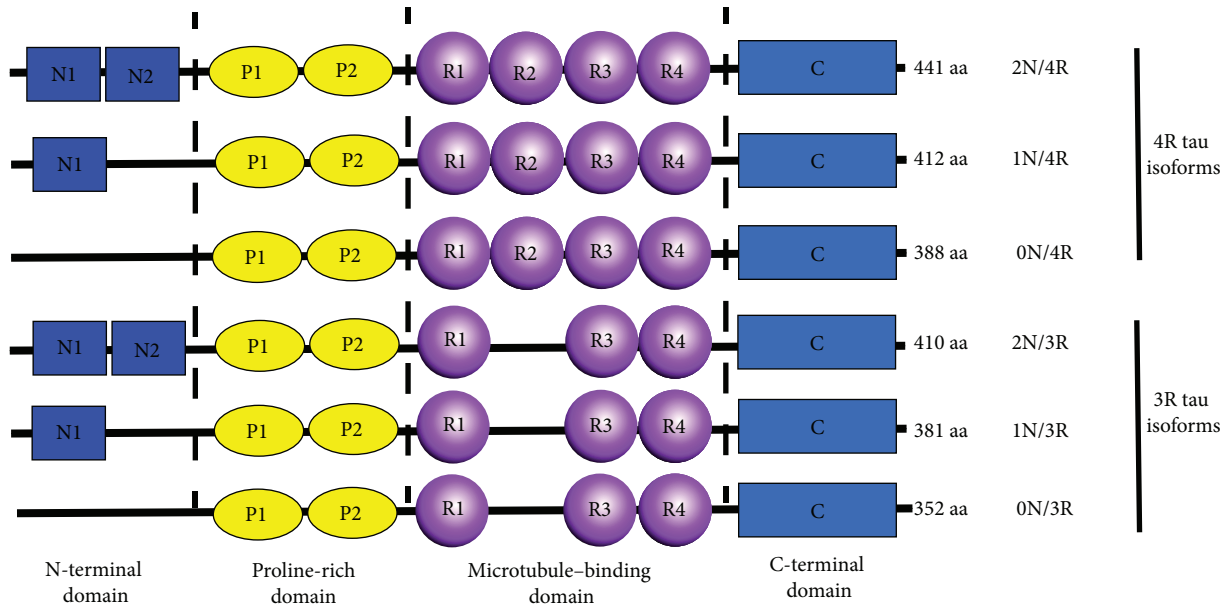 N1 N2 P1 P2 R1 R2 R3 R4 C 441 aa 2N/4R
N1 P1 P2 R1 R2 R3 R4 C 412 aa 1N/4R
P1 P2 R1 R2 R3 R4 C 388 aa 0N/4R
4R tau
isoforms
N1 N2 P1 P2 R1 R3 R4 C 410 aa 2N/3R
N1 P1 P2 R1 R3 R4 C 381 aa 1N/3R
P1 P2 R1 R3 R4 C 352 aa 0N/3R
3R tau
isoforms
N-terminal
domain
Proline-rich
domain
Microtubule–binding
domain
C-terminal
domain